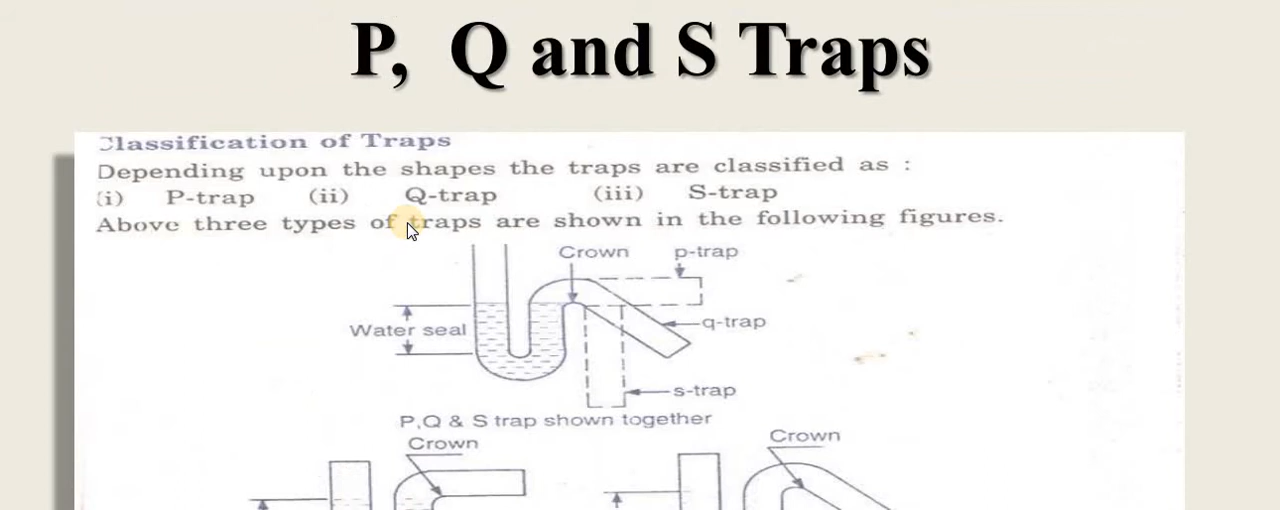 P, Q and S Traps
Classification of Traps
Depending upon the shapes the traps are classified as :
(i) P-trap (ii) Q-trap (iii) S-trap
Above three types of traps are shown in the following figures.
Crown p-trap
Water seal q-trap
s-trap
P,Q & S trap shown together
Crown Crown